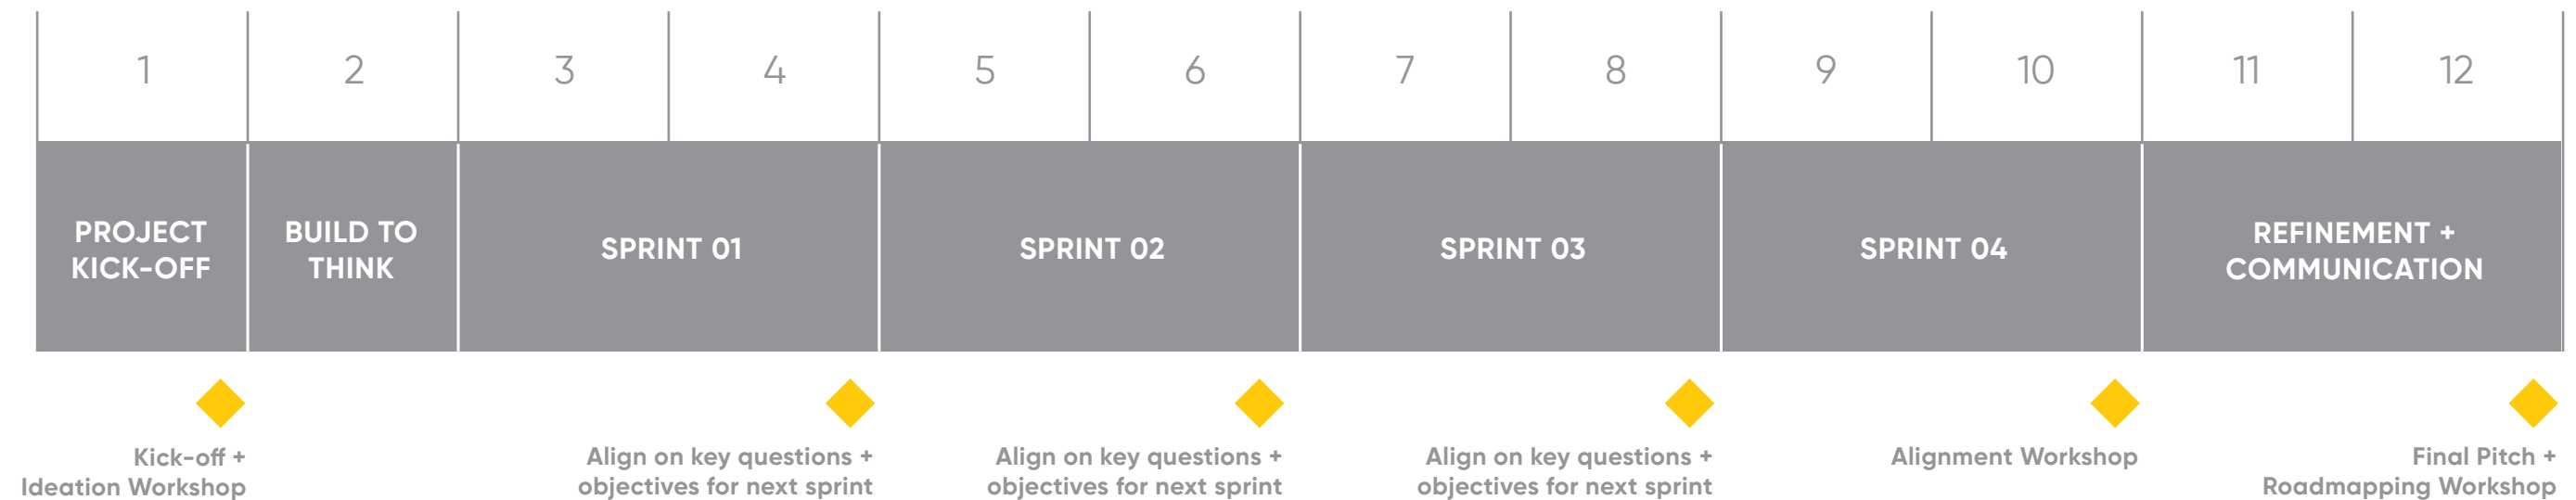 1 2 3 4 5 6 7 8 9 10 11 12
PROJECT
KICK-OFF
BUILD TO
THINK
SPRINT 01
SPRINT 02
SPRINT 03
SPRINT 04
REFINEMENT +
COMMUNICATION
Kick-off +
Ideation Workshop
Align on key questions +
objectives for next sprint
Align on key questions +
objectives for next sprint
Align on key questions +
objectives for next sprint
Alignment Workshop
Final Pitch +
Roadmapping Workshop